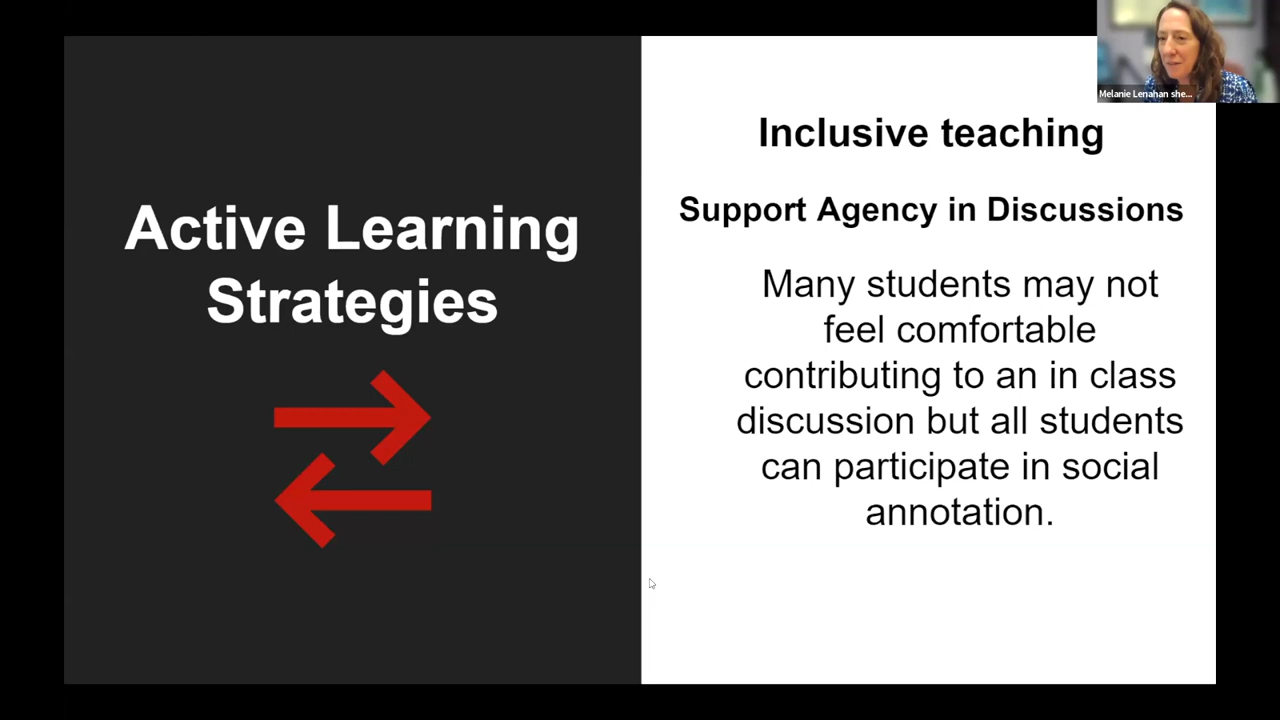 Melanie Lenahan she...
Active Learning
Strategies
Inclusive teaching
Support Agency in Discussions
Many students may not
feel comfortable
contributing to an in class
discussion but all students
can participate in social
annotation.